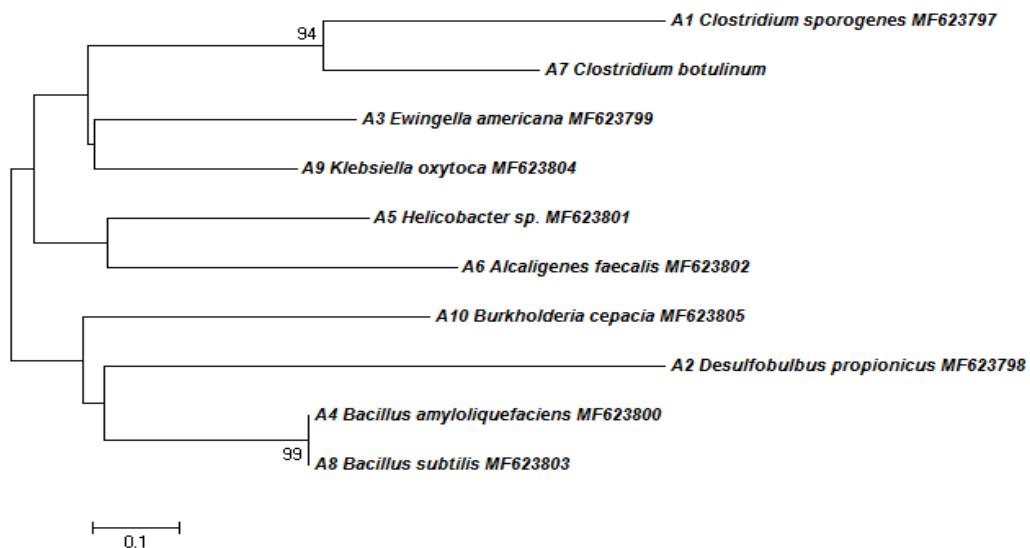 94
A1 Clostridium sporogenes MF623797
A7 Clostridium botulinum
A3 Ewingella americana MF623799
A9 Klebsiella oxytoca MF623804
A5 Helicobacter sp. MF623801
A6 Alcaligenes faecalis MF623802
A10 Burkholderia cepacia MF623805
A2 Desulfobulbus propionicus MF623798
A4 Bacillus amyloliquefaciens MF623800
99
A8 Bacillus subtilis MF623803
0.1